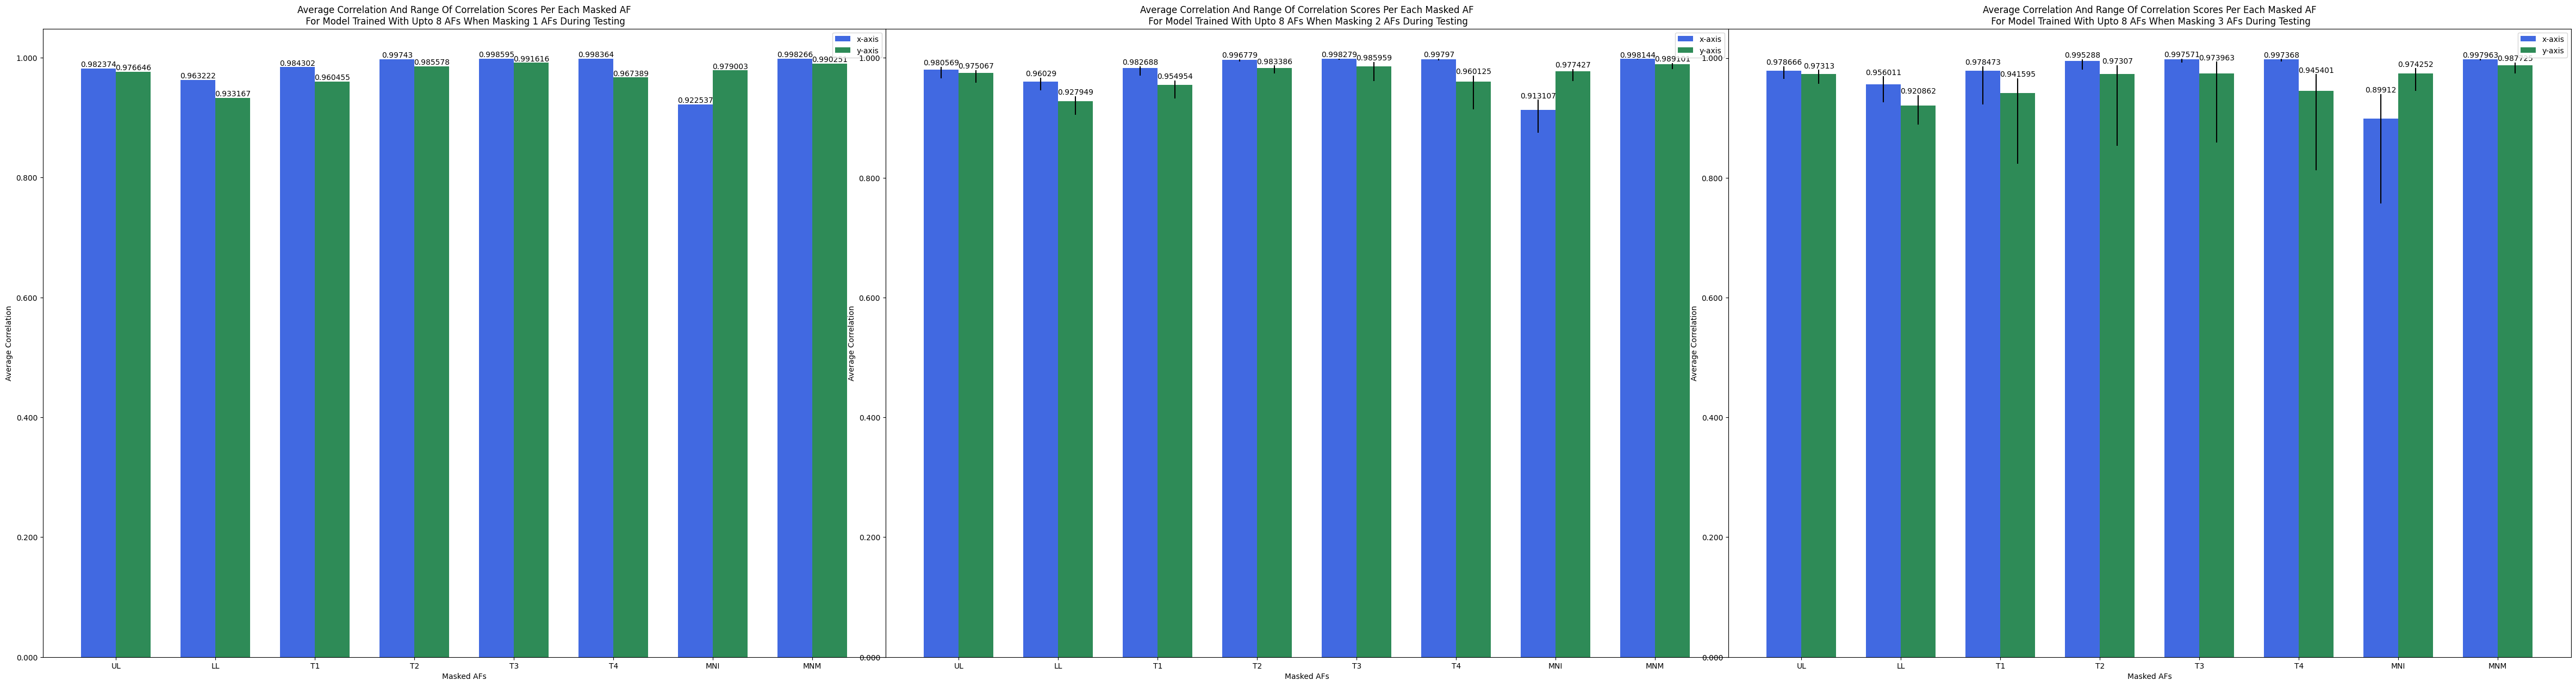 Average Correlation And Range Of Correlation Scores Per Each Masked AF
For Model Trained With Upto 8 AFs When Masking 1 AFs During Testing
x-axis
y-axis
1.000
0.800
0.600
0.400
0.200
0.000
Average Correlation
0.982374
0.976646
0.963222
0.933167
0.984302
0.960455
0.99743
0.985578
0.998595
0.991616
0.998364
0.967389
0.922537
0.979003
0.998266
0.990251
UL
LL
T1
T2
T3
T4
MNI
MNM
Masked AFs
Average Correlation And Range Of Correlation Scores Per Each Masked AF
For Model Trained With Upto 8 AFs When Masking 2 AFs During Testing
x-axis
y-axis
1.000
0.800
0.600
0.400
0.200
0.000
Average Correlation
0.980569
0.975067
0.96029
0.927949
0.982688
0.954954
0.996779
0.983386
0.998279
0.985959
0.99797
0.960125
0.913107
0.977427
0.998144
0.989101
UL
LL
T1
T2
T3
T4
MNI
MNM
Masked AFs
Average Correlation And Range Of Correlation Scores Per Each Masked AF
For Model Trained With Upto 8 AFs When Masking 3 AFs During Testing
x-axis
y-axis
1.000
0.800
0.600
0.400
0.200
0.000
Average Correlation
0.978666
0.97313
0.956011
0.920862
0.978473
0.941595
0.995288
0.97307
0.997571
0.973963
0.997368
0.945401
0.89912
0.974252
0.997963
UL
LL
T1
T2
T3
T4
MNI
MNM
Masked AFs